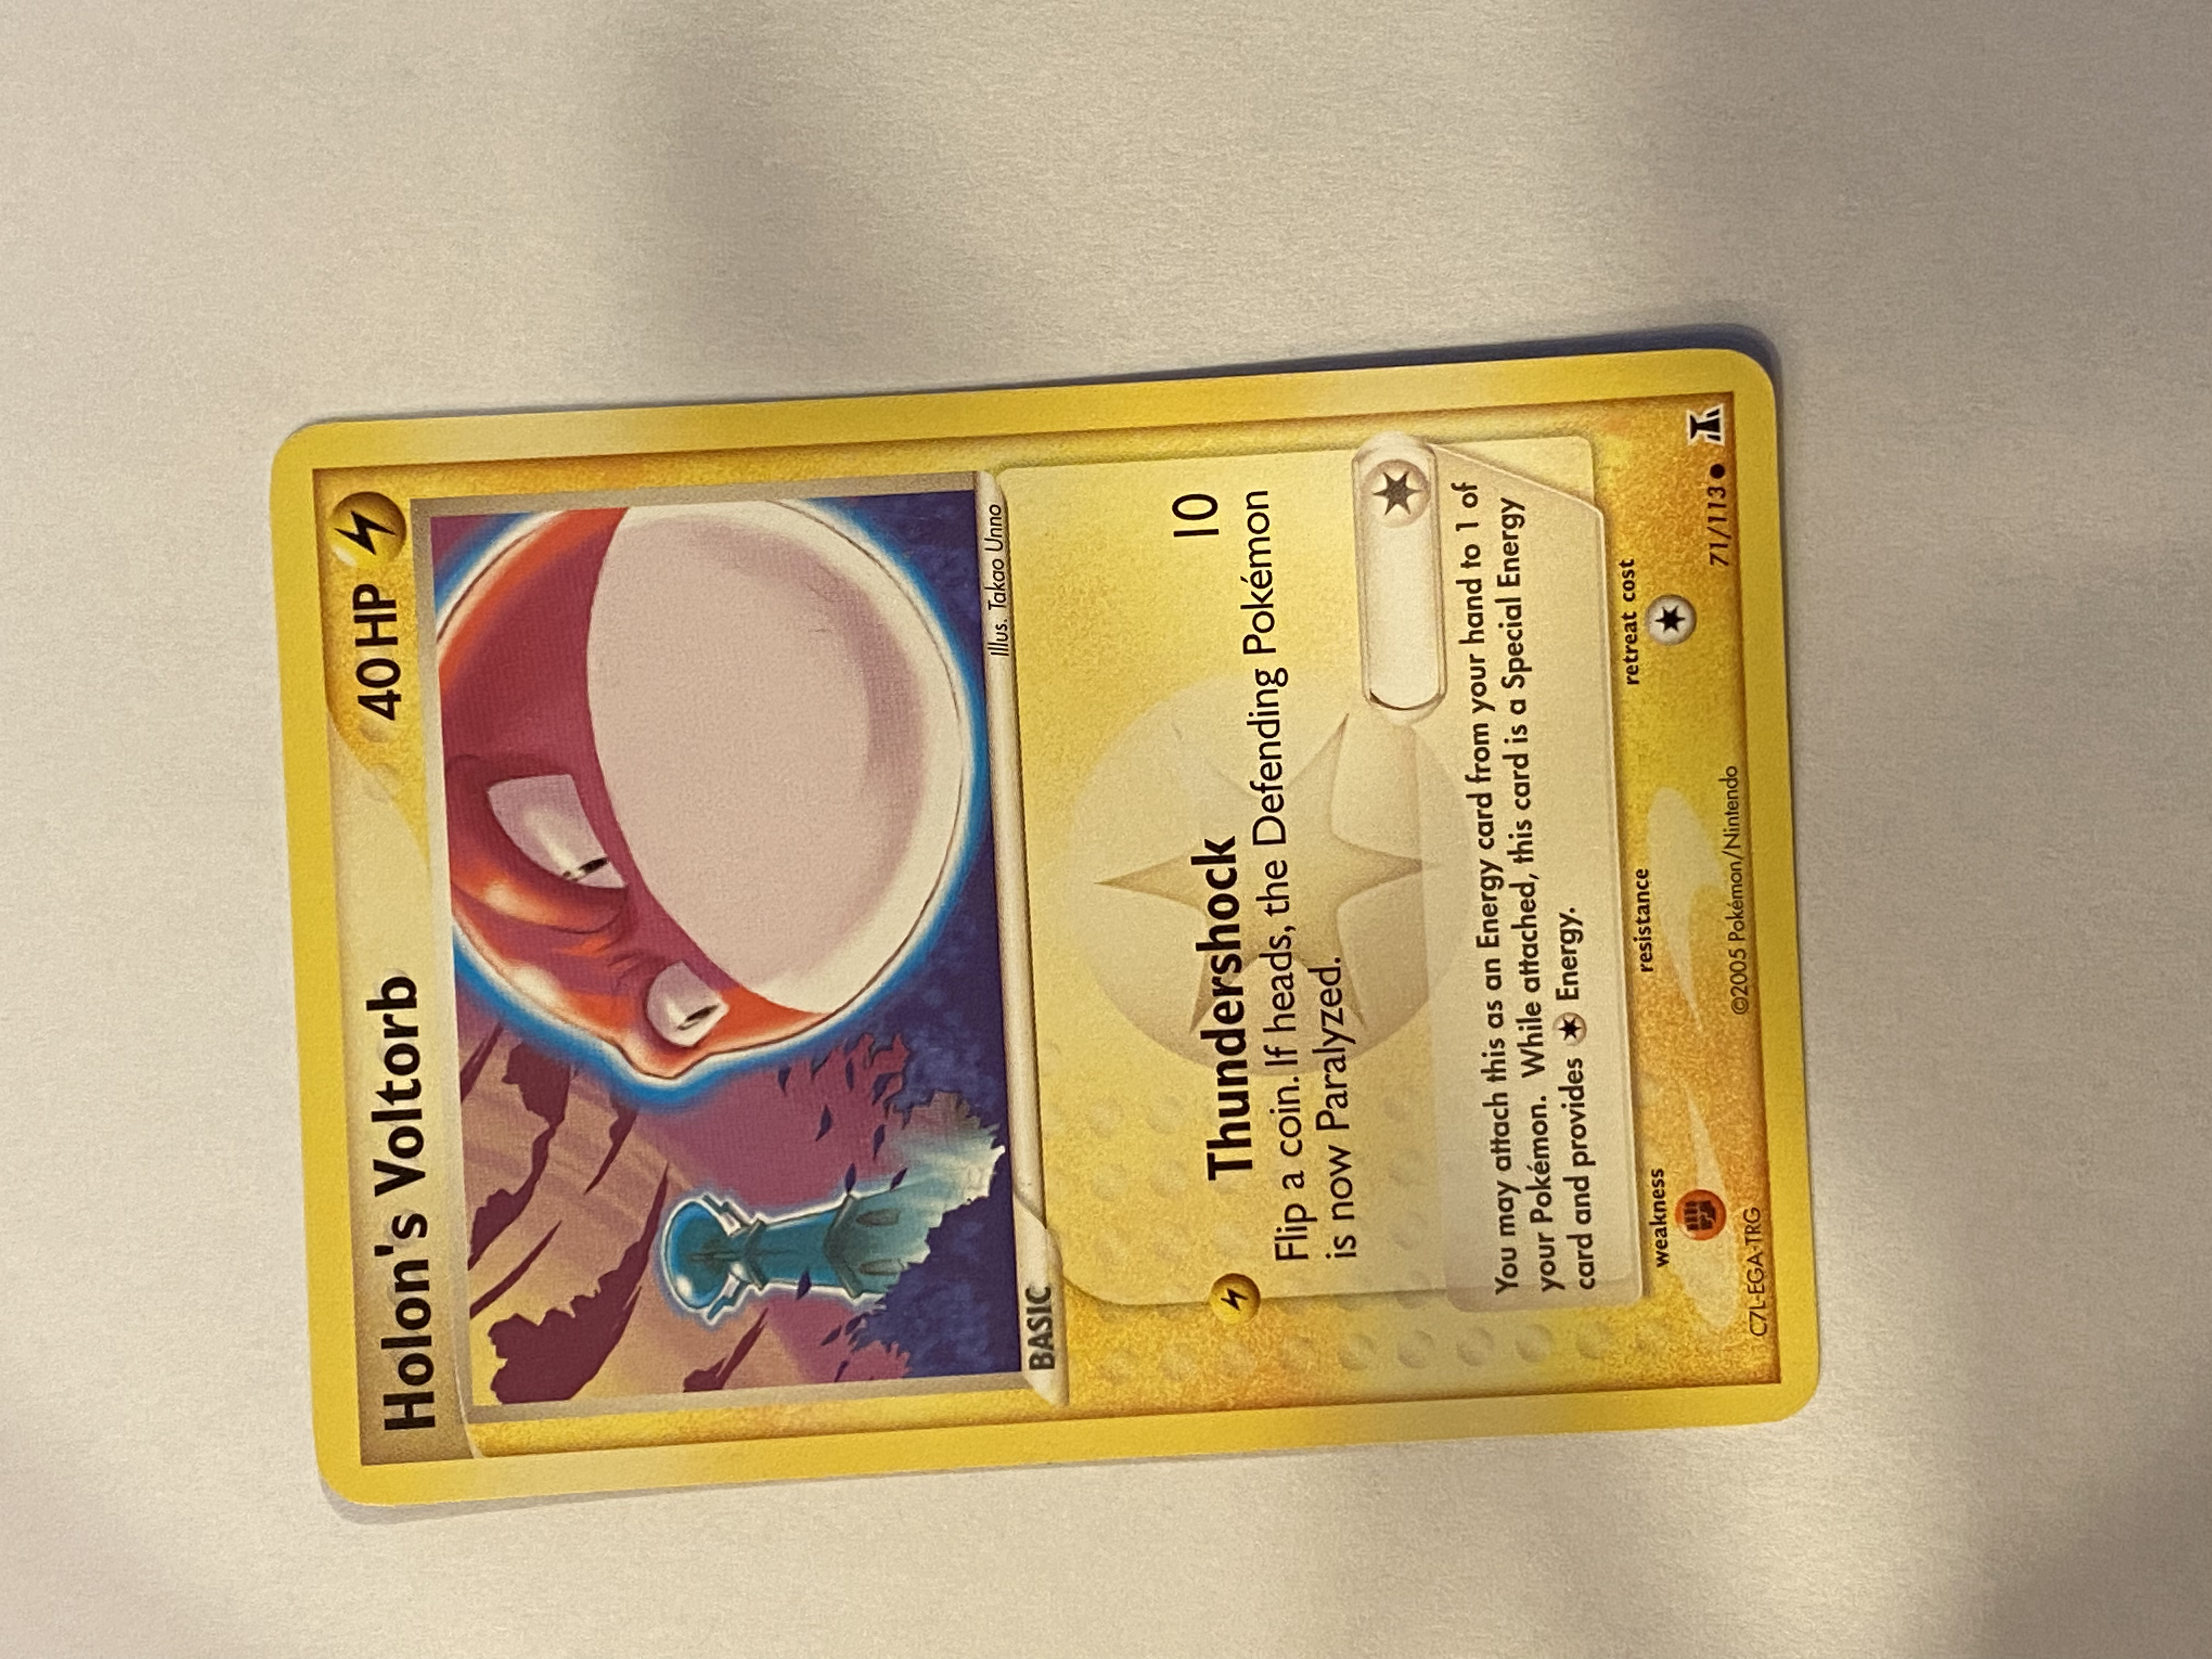 Holon's Voltorb 40 HP
Illus. Takao Unno
BASIC
Thundershock 10
Flip a coin. If heads, the Defending Pokémon
is now Paralyzed.
You may attach this as an Energy card from your hand to 1 of
your Pokémon. While attached, this card is a Special Energy
card and provides Energy.
weakness resistance retreat cost
71/113
C7L-EGA-TRG ©2005 Pokémon/Nintendo